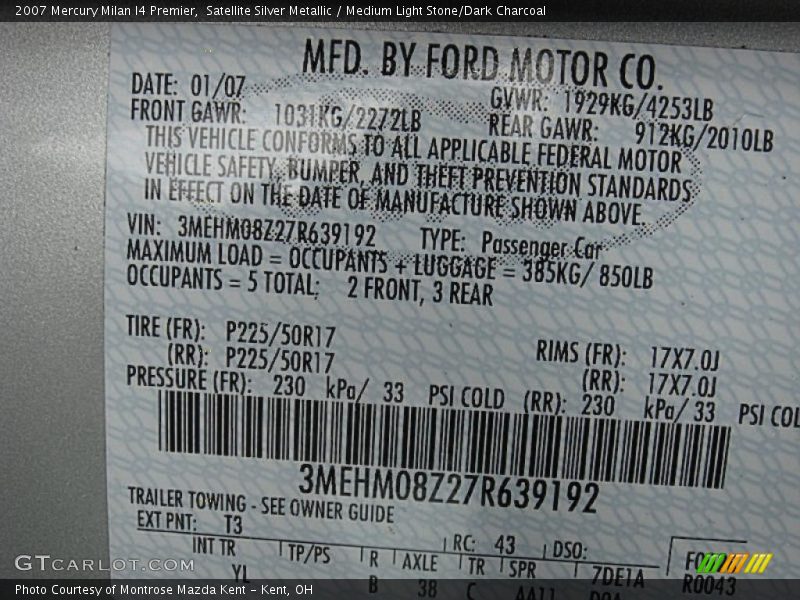 2007 Mercury Milan I4 Premier,  Satellite Silver Metallic / Medium Light Stone/Dark Charcoal
MFD. BY FORD MOTOR CO.
DATE: 01/07 GVWR: 1929KG/4253LB
FRONT GAWR: 1031KG/2272LB REAR GAWR: 912KG/2010LB
THIS VEHICLE CONFORMS TO ALL APPLICABLE FEDERAL MOTOR
VEHICLE SAFETY, BUMPER, AND THEFT PREVENTION STANDARDS
IN EFFECT ON THE DATE OF MANUFACTURE SHOWN ABOVE.
VIN: 3MEHM08Z27R639192 TYPE: Passenger Car
MAXIMUM LOAD = OCCUPANTS + LUGGAGE = 385KG/ 850LB
OCCUPANTS = 5 TOTAL: 2 FRONT, 3 REAR
TIRE (FR): P225/50R17 RIMS (FR): 17X7.0J
(RR): P225/50R17 (RR): 17X7.0J
PRESSURE (FR): 230 kPa/ 33 PSI COLD (RR): 230 kPa/ 33 PSI COL
3MEHM08Z27R639192
TRAILER TOWING - SEE OWNER GUIDE
EXT PNT: T3 RC: 43 DSO:
INT TR TP/PS R AXLE TR SPR
YL B 38 C 7DE1A R0043
GTcarlot.com
Photo Courtesy of Montrose Mazda Kent - Kent, OH